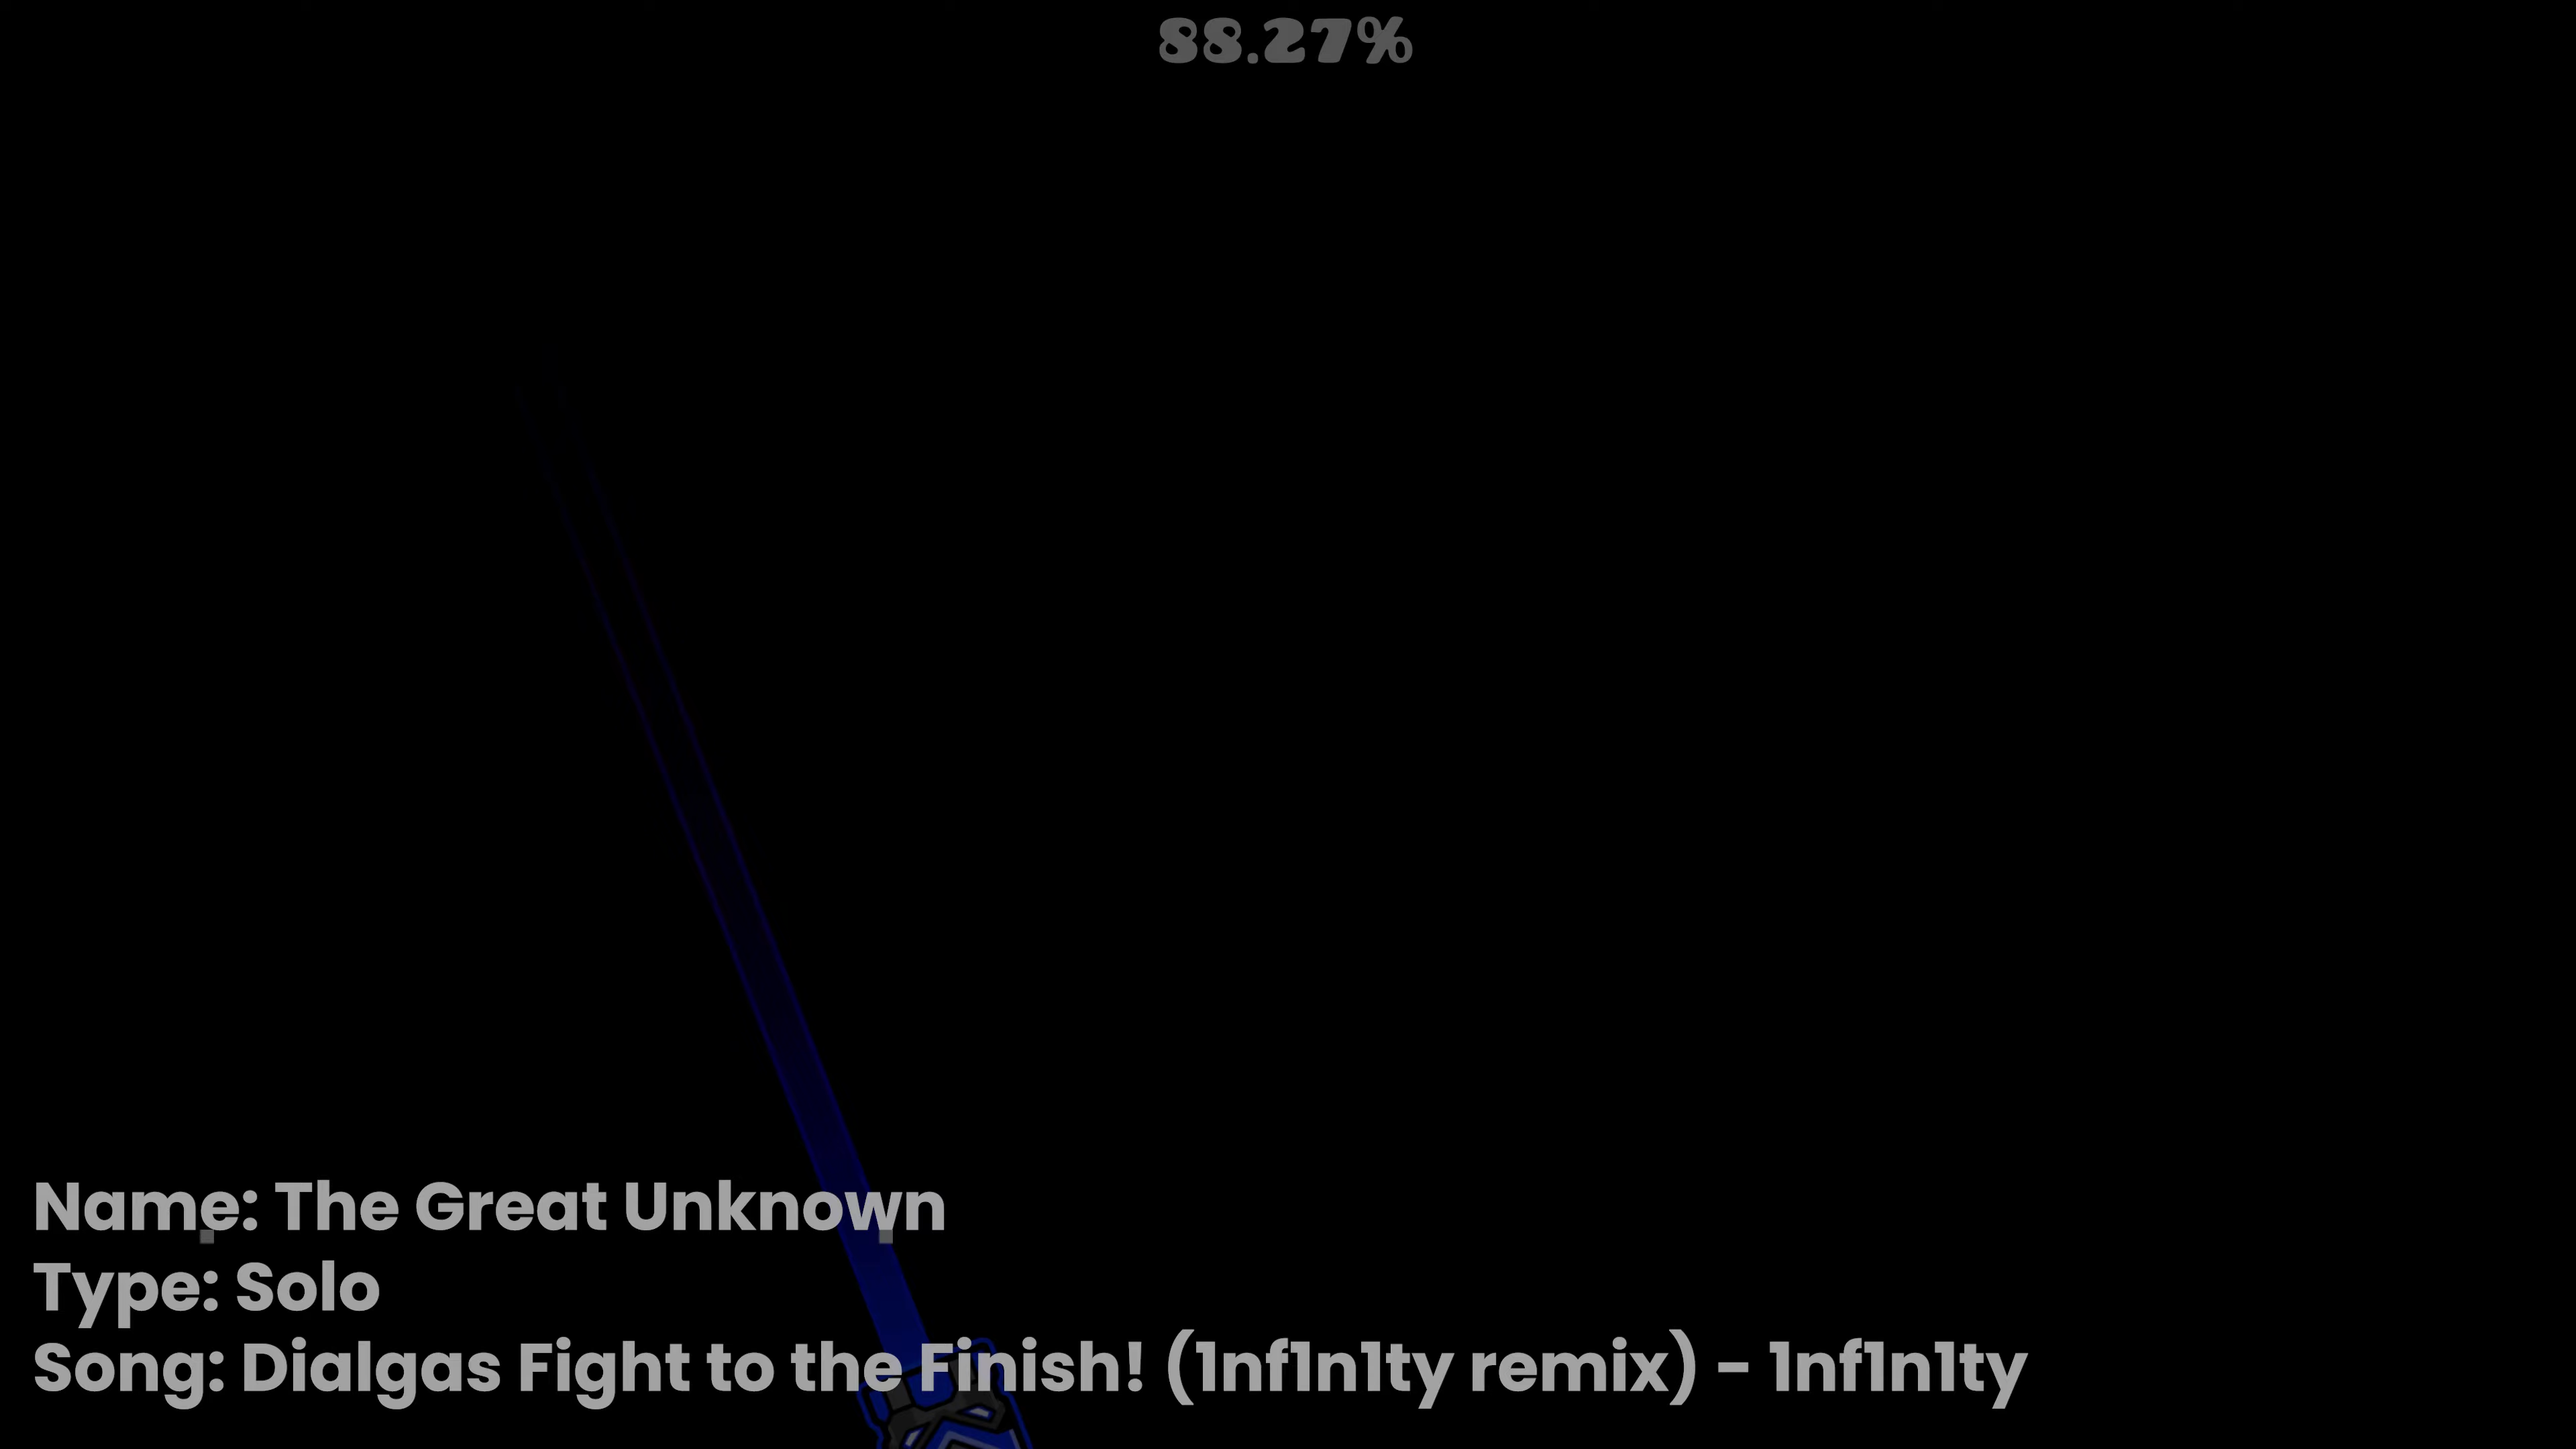 88.27%
Name: The Great Unknown
Type: Solo
Song: Dialgas Fight to the Finish! (1nf1n1ty remix) - 1nf1n1ty